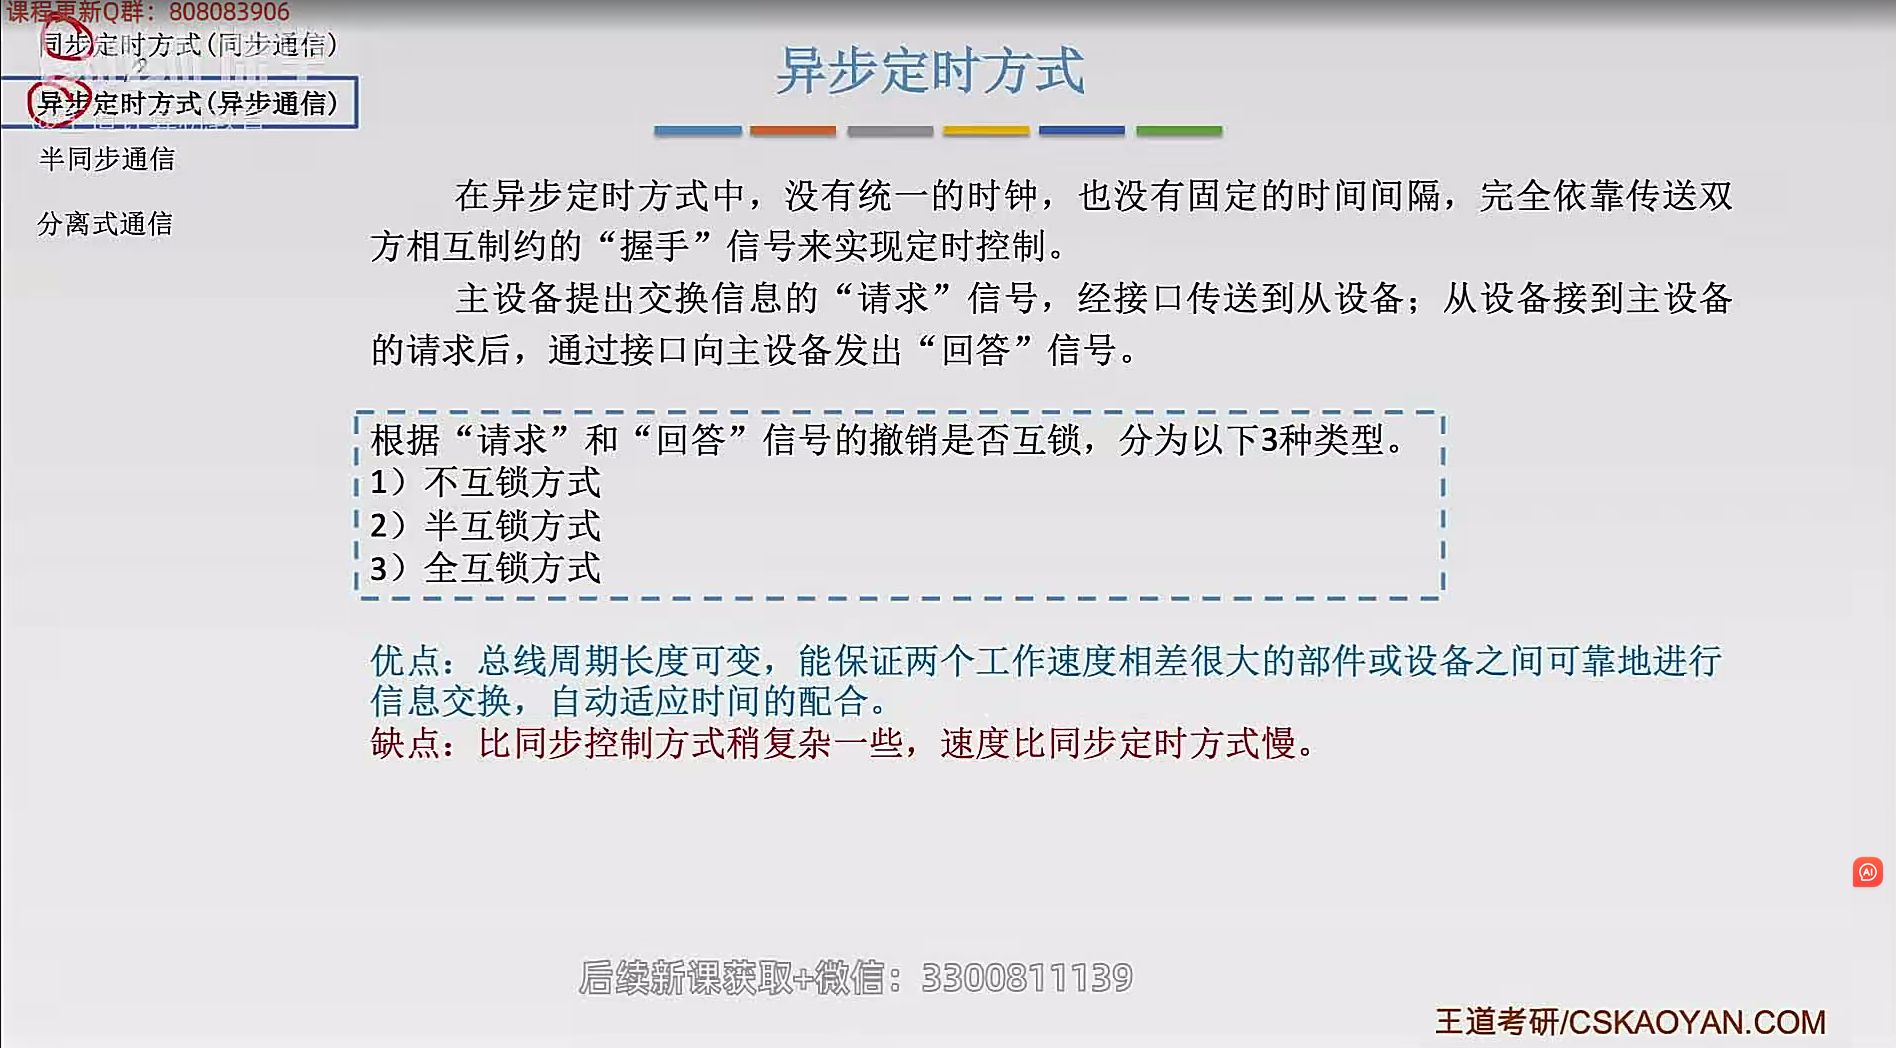 课程更新Q群：808083906
同步定时方式(同步通信)
异步定时方式(异步通信)
半同步通信
分离式通信
异步定时方式
在异步定时方式中，没有统一的时钟，也没有固定的时间间隔，完全依靠传送双
方相互制约的“握手”信号来实现定时控制。
主设备提出交换信息的“请求”信号，经接口传送到从设备；从设备接到主设备
的请求后，通过接口向主设备发出“回答”信号。
根据“请求”和“回答”信号的撤销是否互锁，分为以下3种类型。
1）不互锁方式
2）半互锁方式
3）全互锁方式
优点：总线周期长度可变，能保证两个工作速度相差很大的部件或设备之间可靠地进行
信息交换，自动适应时间的配合。
缺点：比同步控制方式稍复杂一些，速度比同步定时方式慢。
AI
后续新课获取+微信：3300811139
王道考研/CSKAOYAN.COM